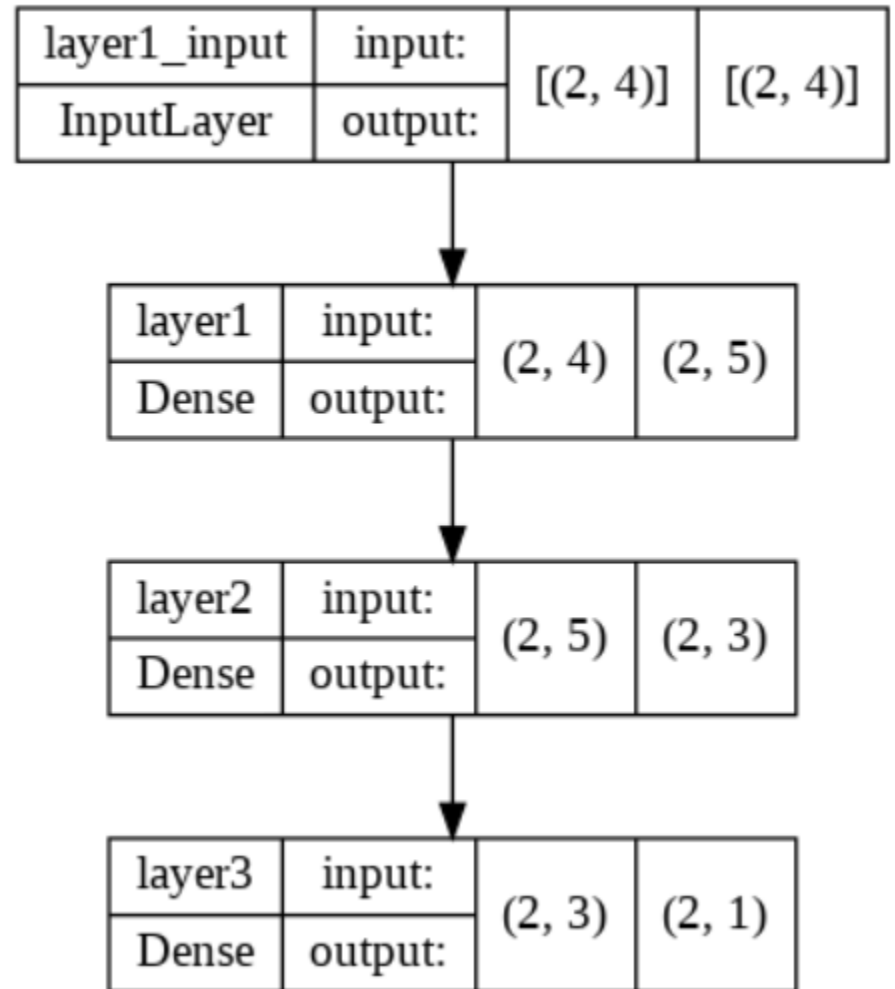 layer1_input input: [(2, 4)] [(2, 4)]
InputLayer output:
layer1 input: (2, 4) (2, 5)
Dense output:
layer2 input: (2, 5) (2, 3)
Dense output:
layer3 input: (2, 3) (2, 1)
Dense output: